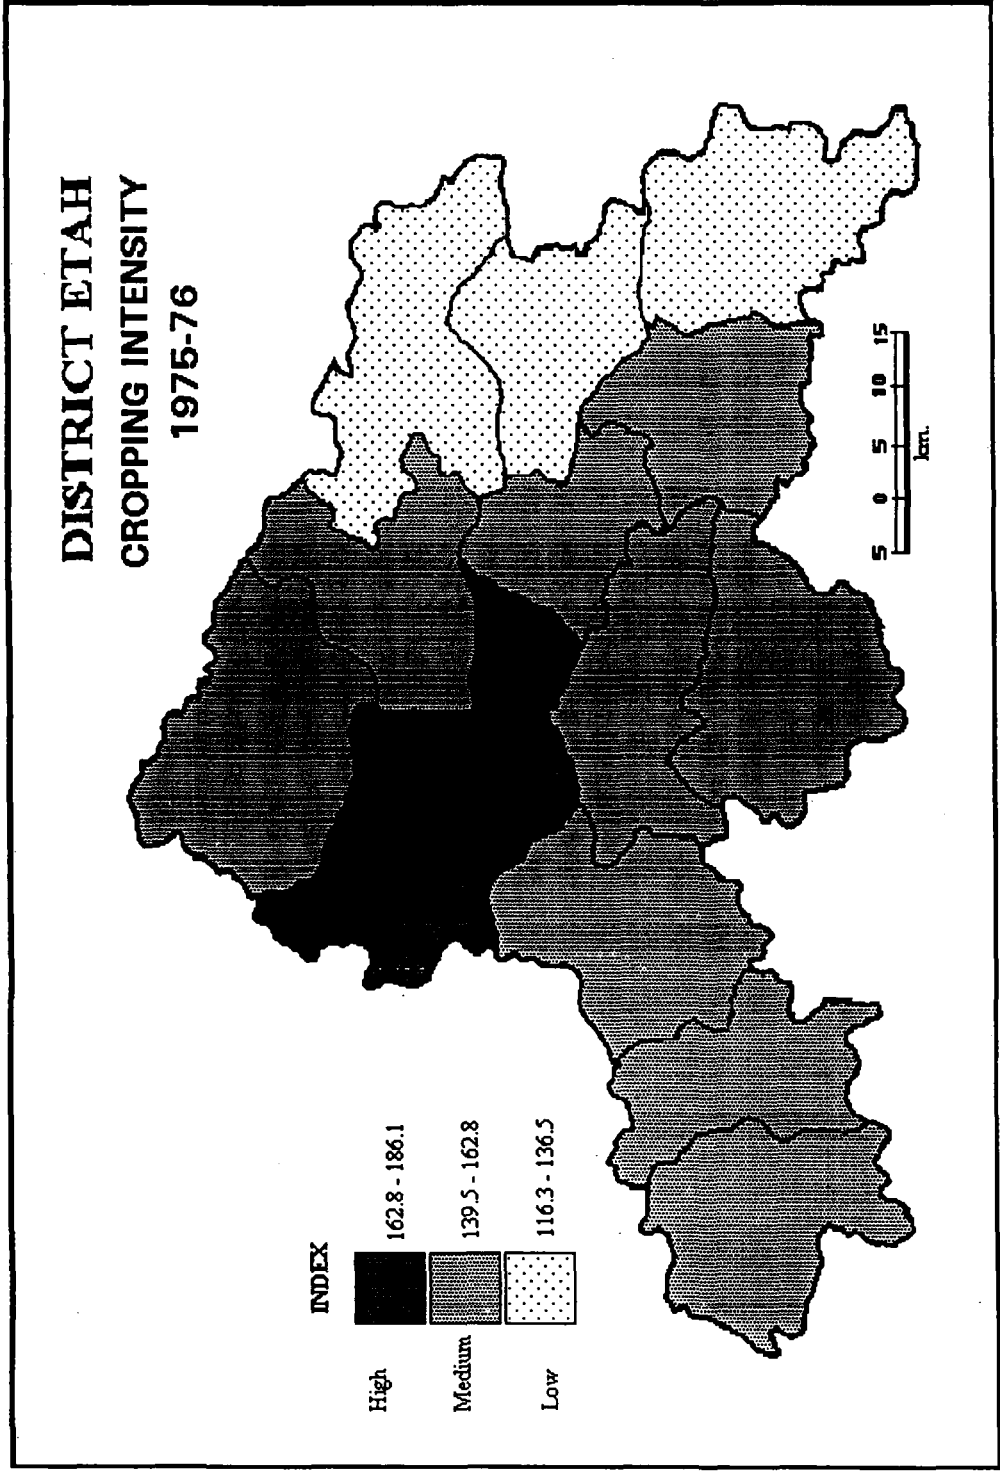 DISTRICT ETAH
CROPPING INTENSITY
1975-76
INDEX
High 162.8 - 186.1
Medium 139.5 - 162.8
Low 116.3 - 136.5
5 0 5 10 15
km.